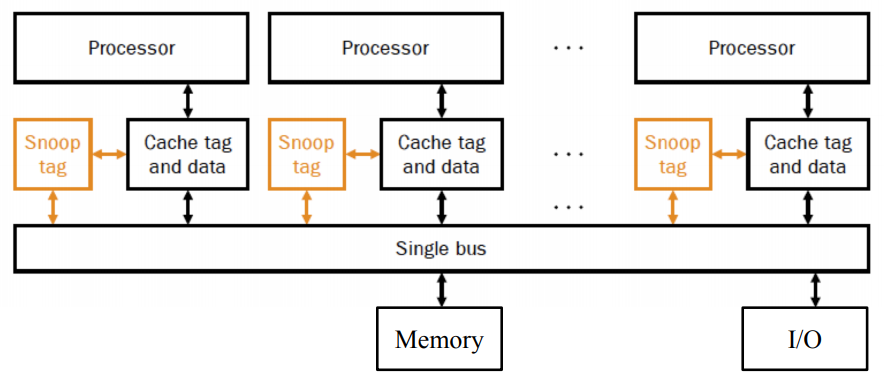 Processor
Processor
...
Processor
Snoop
tag
Cache tag
and data
Snoop
tag
Cache tag
and data
...
Snoop
tag
Cache tag
and data
...
Single bus
Memory
I/O